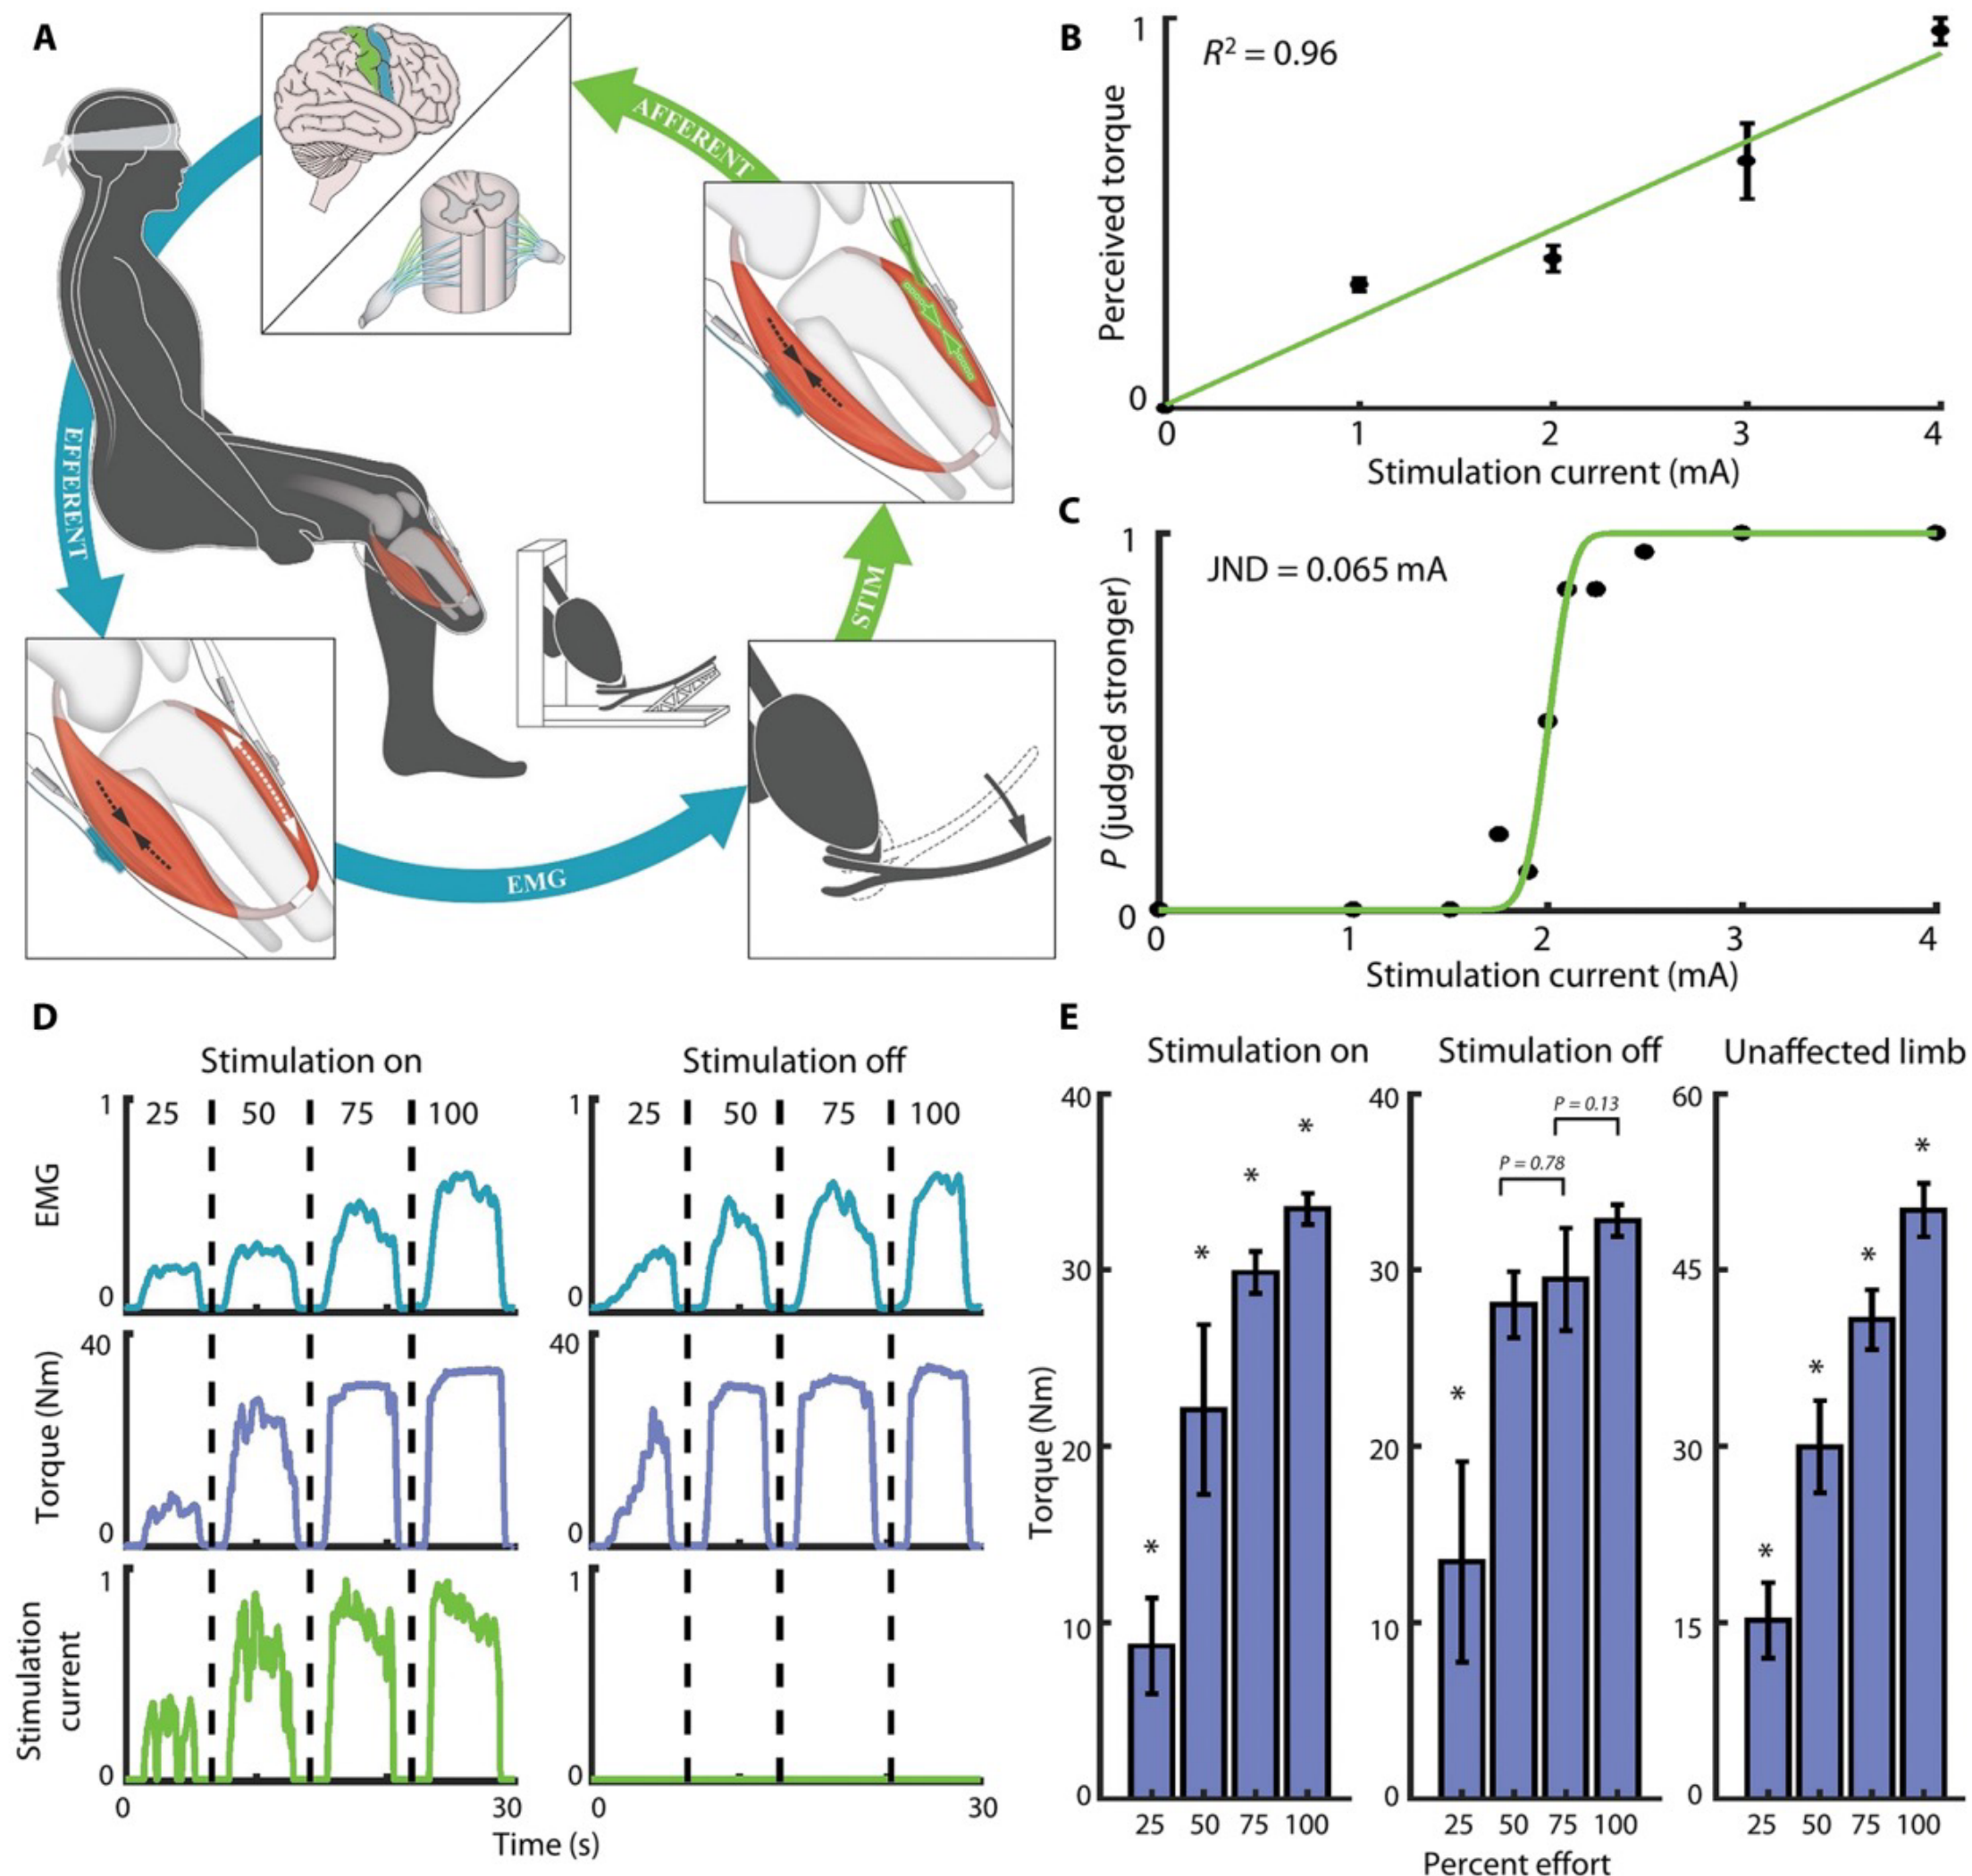 A
AFFERENT
EFFERENT
STIM
EMG
B
R² = 0.96
Perceived torque
1
0
0 1 2 3 4
Stimulation current (mA)
C
JND = 0.065 mA
P (judged stronger)
1
0
0 1 2 3 4
Stimulation current (mA)
D
Stimulation on
Stimulation off
EMG
1
25 50 75 100
0
1
25 50 75 100
0
Torque (Nm)
40
0
40
0
Stimulation
current
1
0
1
0
0 30
0 30
Time (s)
E
Stimulation on
Stimulation off
Unaffected limb
Torque (Nm)
40
30
20
10
0
* * * *
25 50 75 100
40
30
20
10
0
P = 0.13
P = 0.78
*
25 50 75 100
60
45
30
15
0
* * * *
25 50 75 100
Percent effort